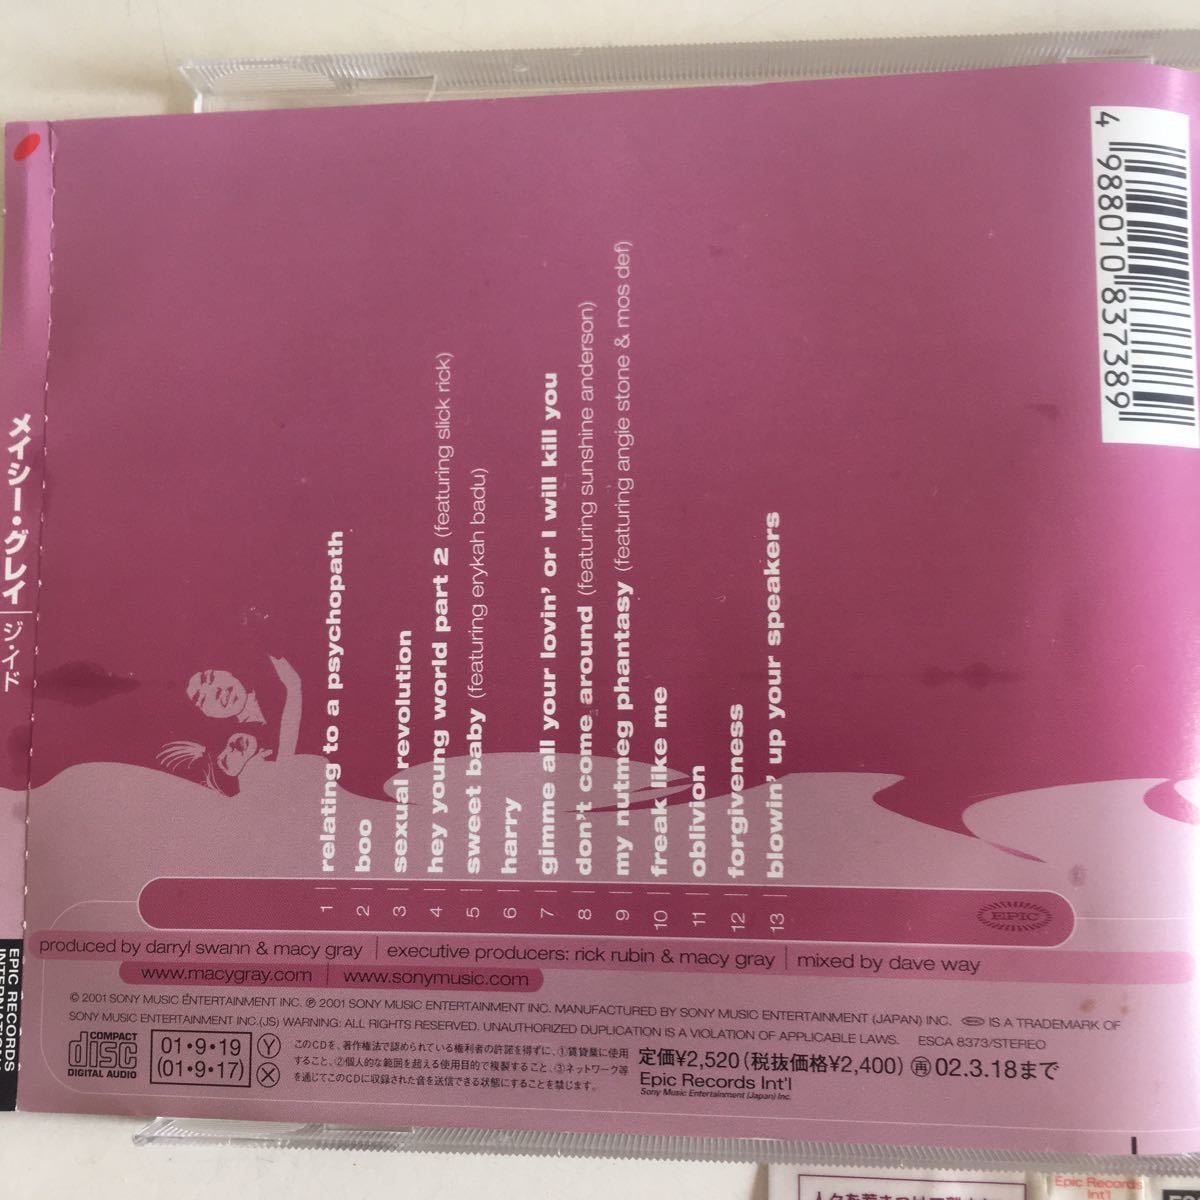 メイシー・グレイ | ジ・イド
EPIC RECORDS
4 988010 837389
1 relating to a psychopath
2 boo
3 sexual revolution
4 hey young world part 2 (featuring slick rick)
5 sweet baby (featuring erykah badu)
6 harry
7 gimme all your lovin' or I will kill you
8 don't come around (featuring sunshine anderson)
9 my nutmeg phantasy (featuring angie stone & mos def)
10 freak like me
11 oblivion
12 forgiveness
13 blowin' up your speakers
EPIC
produced by darryl swann & macy gray | executive producers: rick rubin & macy gray | mixed by dave way
www.macygray.com | www.sonymusic.com
© 2001 SONY MUSIC ENTERTAINMENT INC. ℗ 2001 SONY MUSIC ENTERTAINMENT INC. MANUFACTURED BY SONY MUSIC ENTERTAINMENT (JAPAN) INC. EPIC IS A TRADEMARK OF
SONY MUSIC ENTERTAINMENT INC.(JS) WARNING: ALL RIGHTS RESERVED. UNAUTHORIZED DUPLICATION IS A VIOLATION OF APPLICABLE LAWS. ESCA 8373/STEREO
COMPACT
disc
DIGITAL AUDIO
01・9・19
(01・9・17)
Ⓨ
Ⓧ
このCDを、著作権法で認められている権利者の許諾を得ずに、①賃貸業に使用
すること、②個人的な範囲を超える使用目的で複製すること、③ネットワーク等
を通じてこのCDに収録された音を送信できる状態にすることを禁じます。
定価¥2,520(税抜価格¥2,400) ㊢02.3.18まで
Epic Records Int'l
Sony Music Entertainment (Japan) Inc.
Epic Records
Int'l